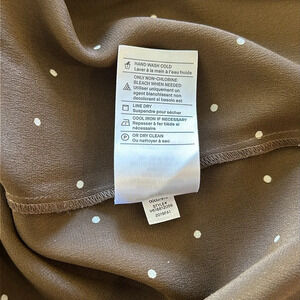 HAND WASH COLD
Laver à la main à l'eau froide
ONLY NON-CHLORINE
BLEACH WHEN NEEDED
Utiliser uniquement un
agent blanchissant non
décolorant si besoin est
LINE DRY
Suspendre pour sécher
COOL IRON IF NECESSARY
Repasser à fer tiède si
nécessaire
OR DRY CLEAN
Ou nettoyer à sec
STYLE#